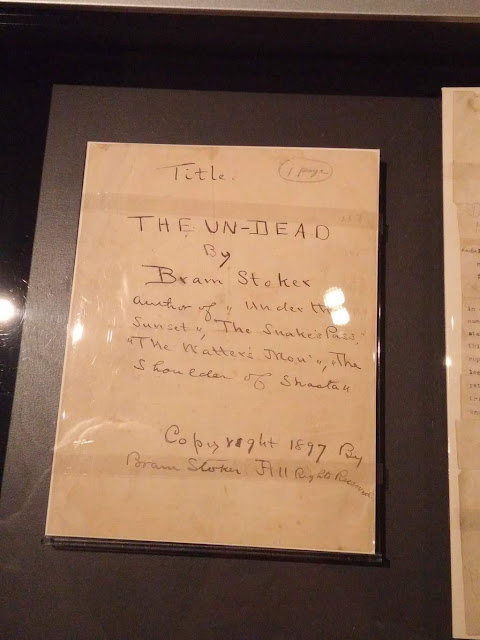 Title.
1 page
THE UN-DEAD
By
Bram Stoker
author of "Under the
Sunset", "The Snake's Pass,"
"The Watter's Mou'", "The
Shoulder of Shasta"
Copyright 1897 By
Bram Stoker. All Rights Reserved